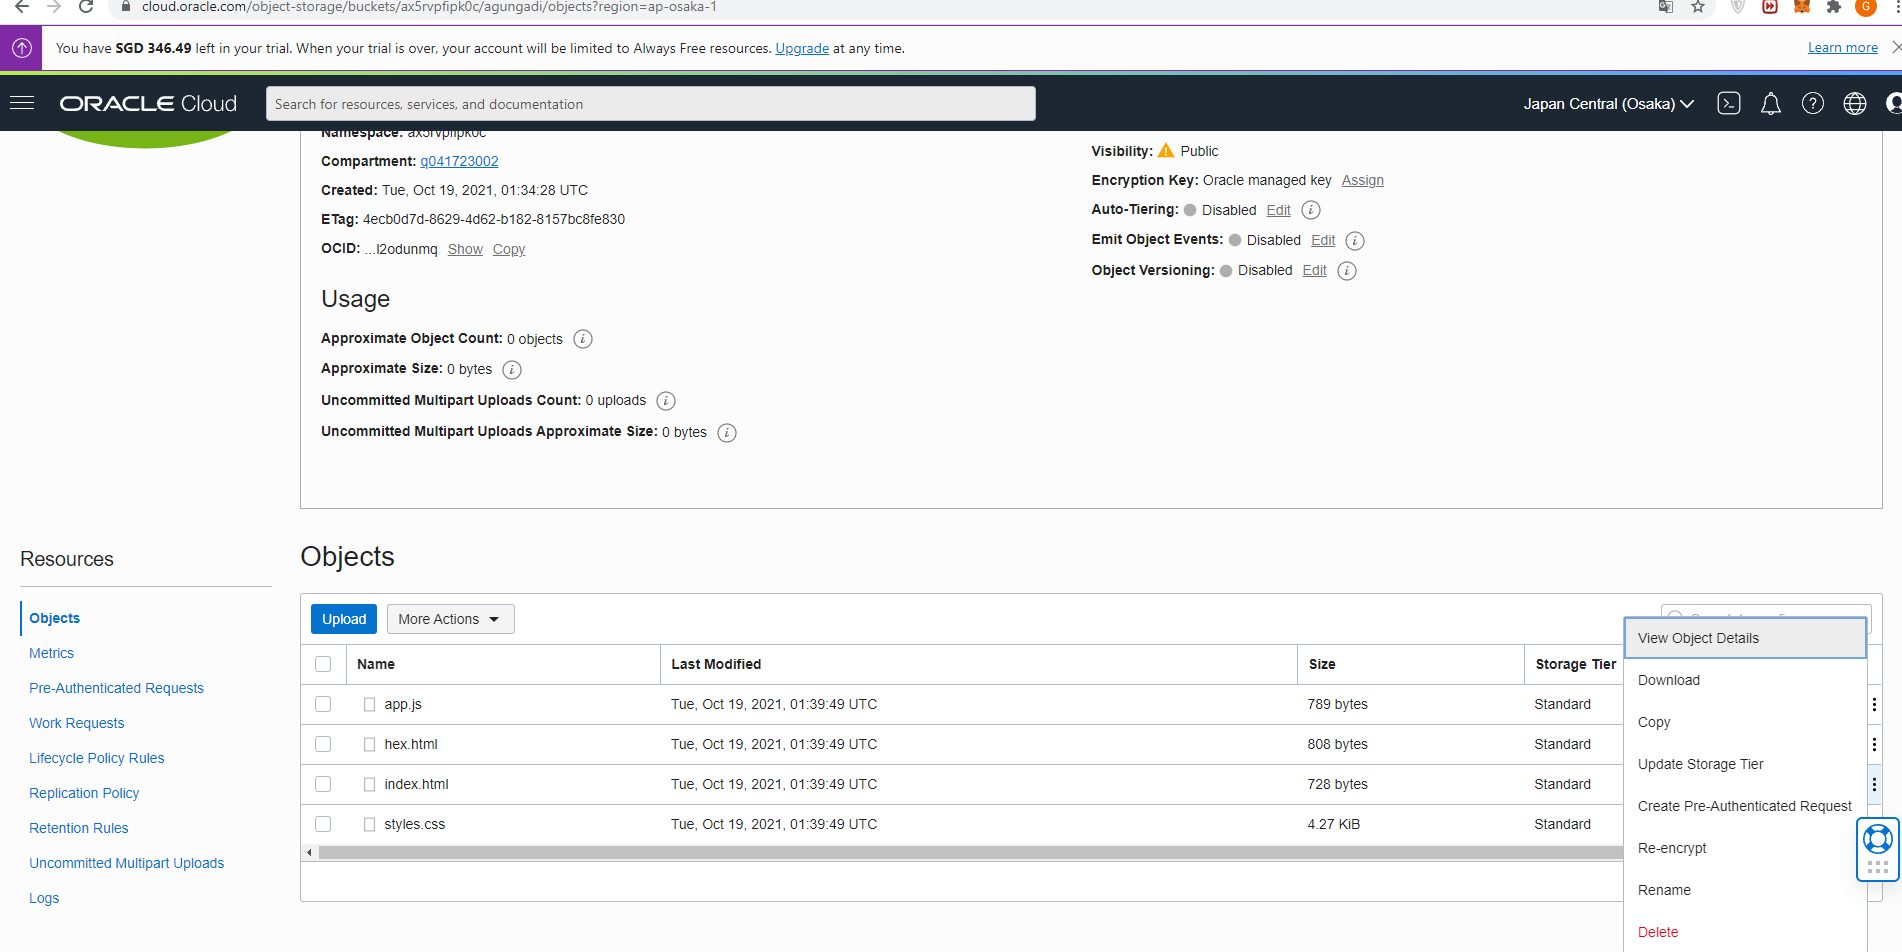 cloud.oracle.com/object-storage/buckets/ax5rvpfipk0c/agungadi/objects?region=ap-osaka-1
G
You have SGD 346.49 left in your trial. When your trial is over, your account will be limited to Always Free resources. Upgrade at any time.
Learn more
ORACLE Cloud
Search for resources, services, and documentation
Japan Central (Osaka)
Namespace: ax5rvpfipk0c
Compartment: q041723002
Created: Tue, Oct 19, 2021, 01:34:28 UTC
ETag: 4ecb0d7d-8629-4d62-b182-8157bc8fe830
OCID: ...l2odunmq Show Copy
Visibility: Public
Encryption Key: Oracle managed key Assign
Auto-Tiering: Disabled Edit
Emit Object Events: Disabled Edit
Object Versioning: Disabled Edit
Usage
Approximate Object Count: 0 objects
Approximate Size: 0 bytes
Uncommitted Multipart Uploads Count: 0 uploads
Uncommitted Multipart Uploads Approximate Size: 0 bytes
Resources
Objects
Metrics
Pre-Authenticated Requests
Work Requests
Lifecycle Policy Rules
Replication Policy
Retention Rules
Uncommitted Multipart Uploads
Logs
Objects
Upload More Actions
Name Last Modified Size Storage Tier
app.js Tue, Oct 19, 2021, 01:39:49 UTC 789 bytes Standard
hex.html Tue, Oct 19, 2021, 01:39:49 UTC 808 bytes Standard
index.html Tue, Oct 19, 2021, 01:39:49 UTC 728 bytes Standard
styles.css Tue, Oct 19, 2021, 01:39:49 UTC 4.27 KiB Standard
View Object Details
Download
Copy
Update Storage Tier
Create Pre-Authenticated Request
Re-encrypt
Rename
Delete